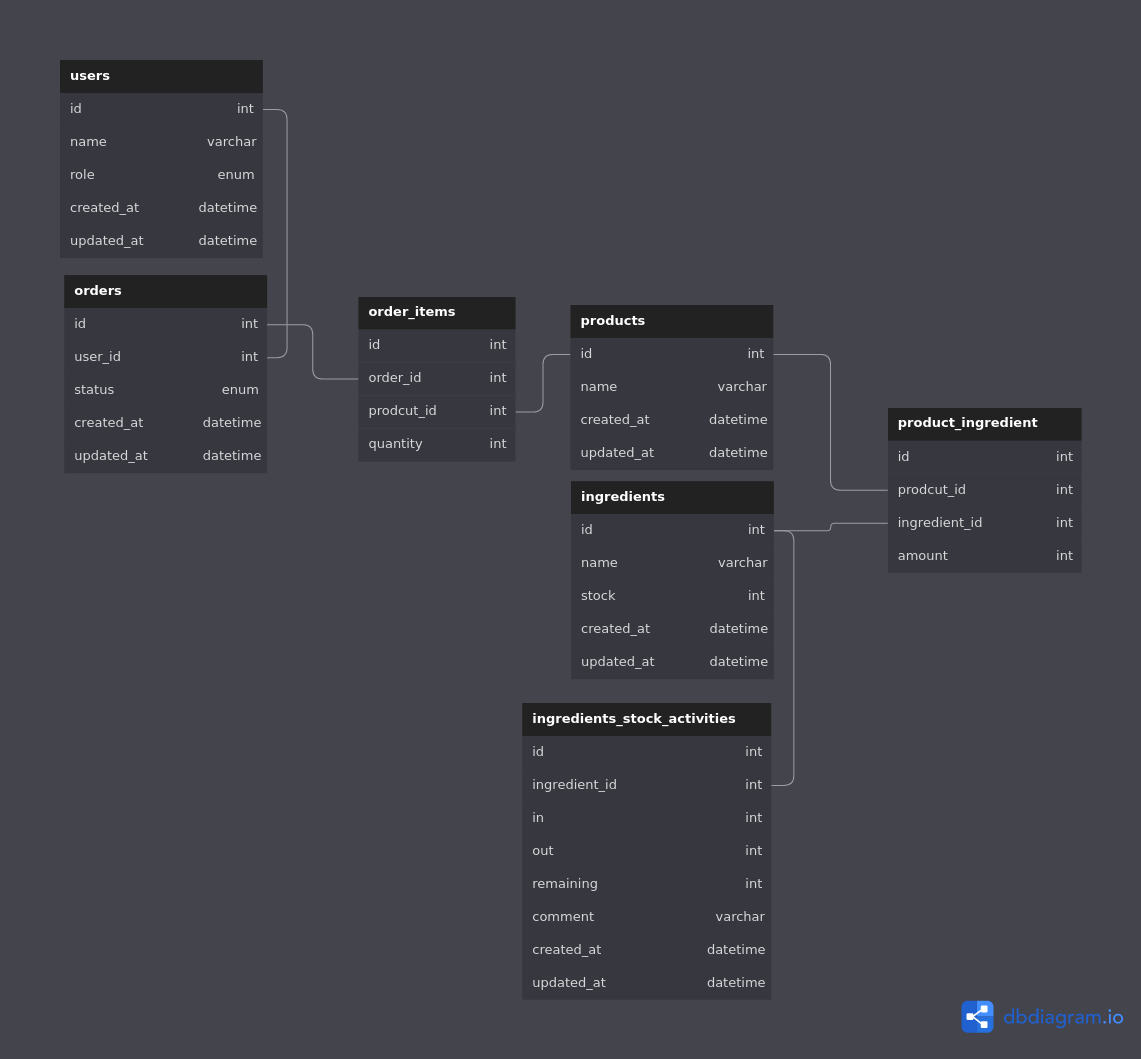 users
id int
name varchar
role enum
created_at datetime
updated_at datetime
orders
id int
user_id int
status enum
created_at datetime
updated_at datetime
order_items
id int
order_id int
prodcut_id int
quantity int
products
id int
name varchar
created_at datetime
updated_at datetime
ingredients
id int
name varchar
stock int
created_at datetime
updated_at datetime
product_ingredient
id int
prodcut_id int
ingredient_id int
amount int
ingredients_stock_activities
id int
ingredient_id int
in int
out int
remaining int
comment varchar
created_at datetime
updated_at datetime
dbdiagram.io